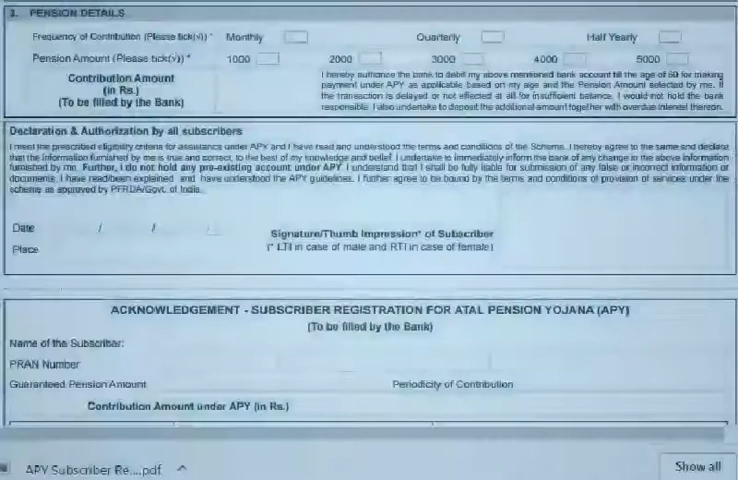 3. PENSION DETAILS
Frequency of Contribution (Please tick(√)) * Monthly Quarterly Half Yearly
Pension Amount (Please tick(√)) * 1000 2000 3000 4000 5000
Contribution Amount
(in Rs.)
(To be filled by the Bank)
I hereby authorize the bank to debit my above mentioned bank account till the age of 60 for making
payment under APY as applicable based on my age and the Pension Amount selected by me. If
the transaction is delayed or not effected at all for insufficient balance, I would not hold the bank
responsible. I also undertake to deposit the additional amount together with overdue interest thereon.
Declaration & Authorization by all subscribers
I meet the prescribed eligibility criteria for assistance under APY and I have read and understood the terms and conditions of the Scheme. I hereby agree to the same and declare
that the information furnished by me is true and correct, to the best of my knowledge and belief. I undertake to immediately inform the bank of any change in the above information
furnished by me. Further, I do not hold any pre-existing account under APY. I understand that I shall be fully liable for submission of any false or incorrect information or
documents. I have read/been explained and have understood the APY guidelines. I further agree to be bound by the terms and conditions of provision of services under the
scheme as approved by PFRDA/Govt. of India.
Date / /
Place
Signature/Thumb Impression* of Subscriber
(* LTI in case of male and RTI in case of female)
ACKNOWLEDGEMENT - SUBSCRIBER REGISTRATION FOR ATAL PENSION YOJANA (APY)
(To be filled by the Bank)
Name of the Subscriber:
PRAN Number
Guaranteed Pension Amount Periodicity of Contribution
Contribution Amount under APY (in Rs.)
APY Subscriber Re....pdf Show all